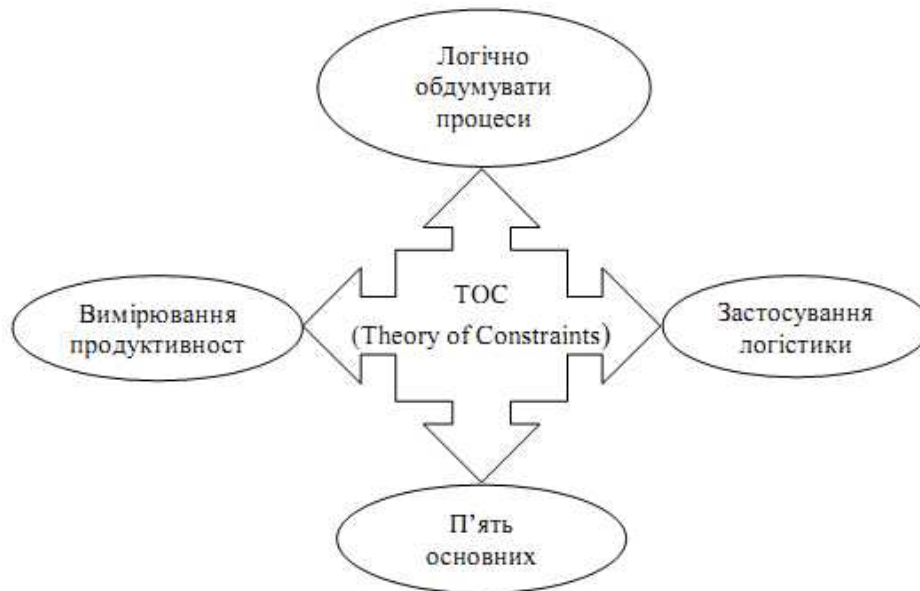 Логічно
обдумувати
процеси
Вимірювання
продуктивност
ТОС
(Theory of Constraints)
Застосування
логістики
П’ять
основних